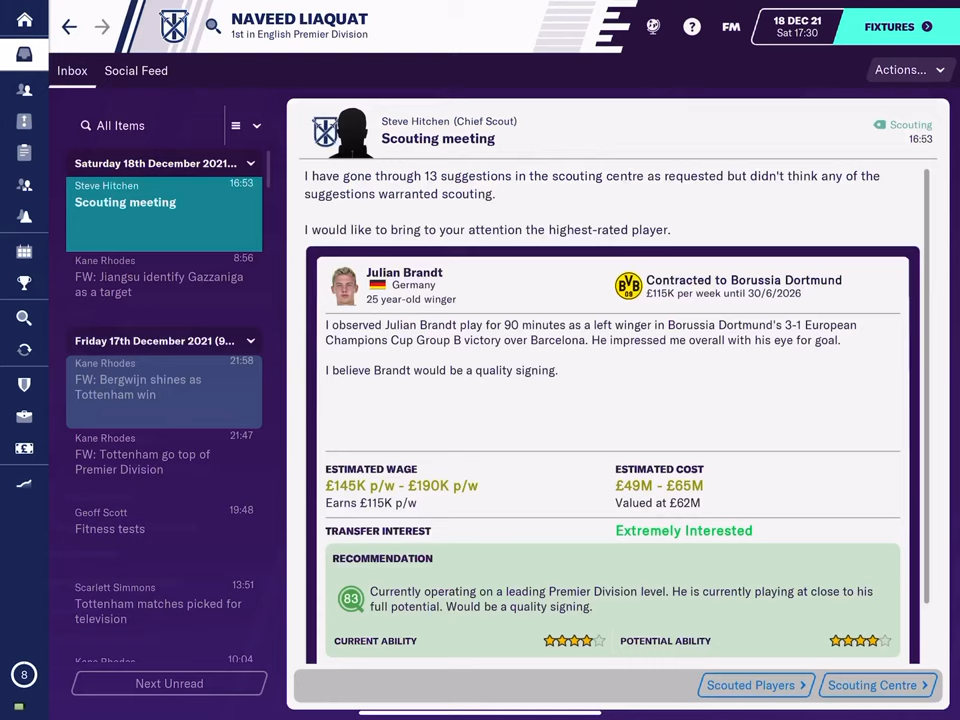 NAVEED LIAQUAT
1st in English Premier Division
?
FM
18 DEC 21
Sat 17:30
FIXTURES
Inbox
Social Feed
Actions...
All Items
Saturday 18th December 2021...
Steve Hitchen
16:53
Scouting meeting
Kane Rhodes
8:56
FW: Jiangsu identify Gazzaniga
as a target
Friday 17th December 2021 (9...
Kane Rhodes
21:58
FW: Bergwijn shines as
Tottenham win
Kane Rhodes
21:47
FW: Tottenham go top of
Premier Division
Geoff Scott
19:48
Fitness tests
Scarlett Simmons
13:51
Tottenham matches picked for
television
Kane Rhodes
10:04
Next Unread
8
Steve Hitchen (Chief Scout)
Scouting meeting
Scouting
16:53
I have gone through 13 suggestions in the scouting centre as requested but didn't think any of the
suggestions warranted scouting.
I would like to bring to your attention the highest-rated player.
Julian Brandt
Germany
25 year-old winger
BVB
09
Contracted to Borussia Dortmund
£115K per week until 30/6/2026
I observed Julian Brandt play for 90 minutes as a left winger in Borussia Dortmund's 3-1 European
Champions Cup Group B victory over Barcelona. He impressed me overall with his eye for goal.
I believe Brandt would be a quality signing.
ESTIMATED WAGE
£145K p/w - £190K p/w
Earns £115K p/w
ESTIMATED COST
£49M - £65M
Valued at £62M
TRANSFER INTEREST
Extremely Interested
RECOMMENDATION
83
Currently operating on a leading Premier Division level. He is currently playing at close to his
full potential. Would be a quality signing.
CURRENT ABILITY
POTENTIAL ABILITY
Scouted Players
Scouting Centre